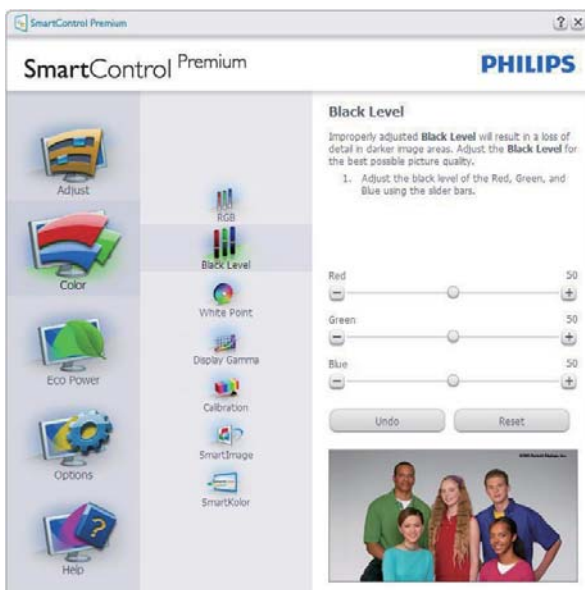 SmartControl Premium
SmartControl Premium
PHILIPS
Adjust
Color
Eco Power
Options
Help
RGB
Black Level
White Point
Display Gamma
Calibration
SmartImage
SmartKolor
Black Level
Improperly adjusted Black Level will result in a loss of
detail in darker image areas. Adjust the Black Level for
the best possible picture quality.
1. Adjust the black level of the Red, Green, and
Blue using the slider bars.
Red 50
Green 50
Blue 50
Undo Reset